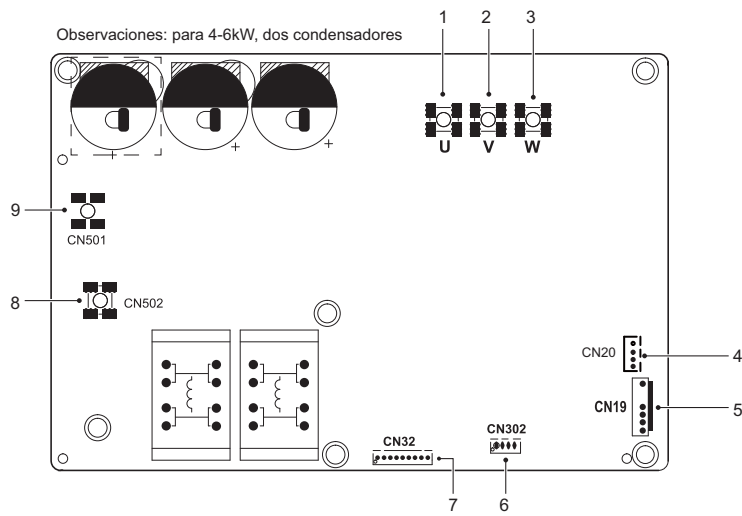 Observaciones: para 4-6kW, dos condensadores
1
2
3
U
V
W
+
+
+
9
CN501
8
CN502
CN20
4
CN19
5
CN32
CN302
7
6